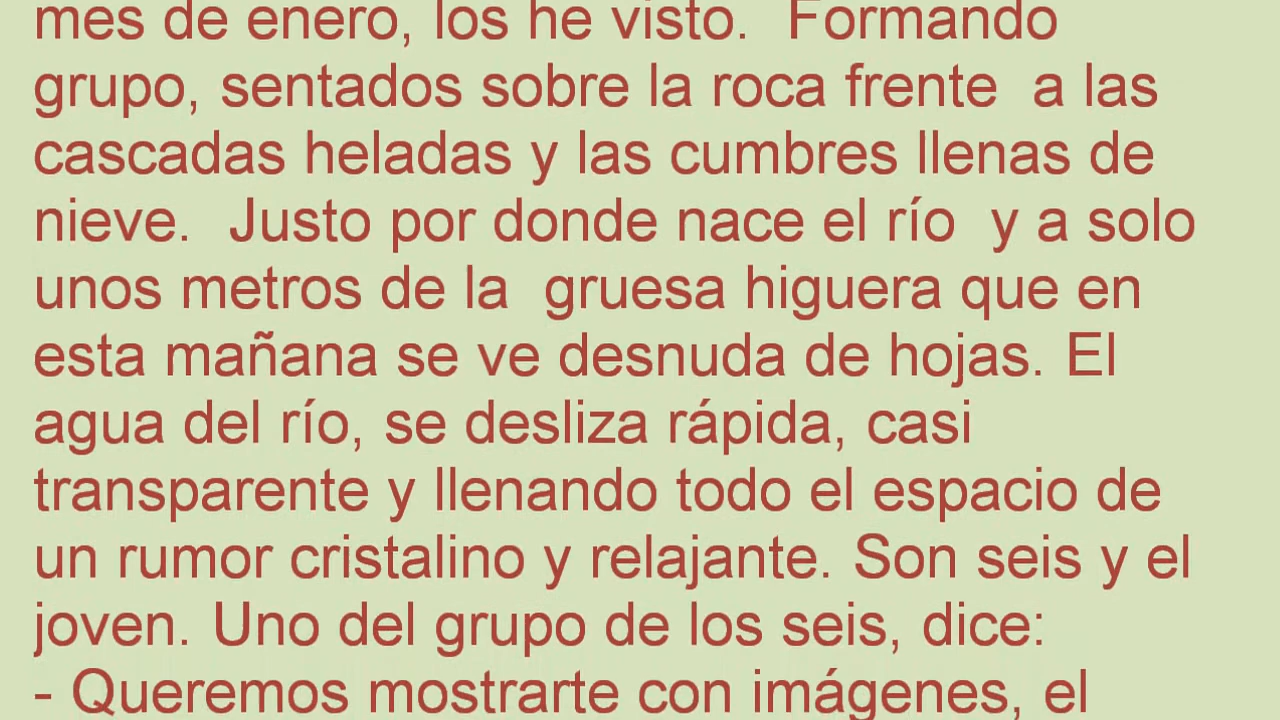 mes de enero, los he visto.  Formando
grupo, sentados sobre la roca frente  a las
cascadas heladas y las cumbres llenas de
nieve.  Justo por donde nace el río  y a solo
unos metros de la  gruesa higuera que en
esta mañana se ve desnuda de hojas. El
agua del río, se desliza rápida, casi
transparente y llenando todo el espacio de
un rumor cristalino y relajante. Son seis y el
joven. Uno del grupo de los seis, dice:
- Queremos mostrarte con imágenes, el